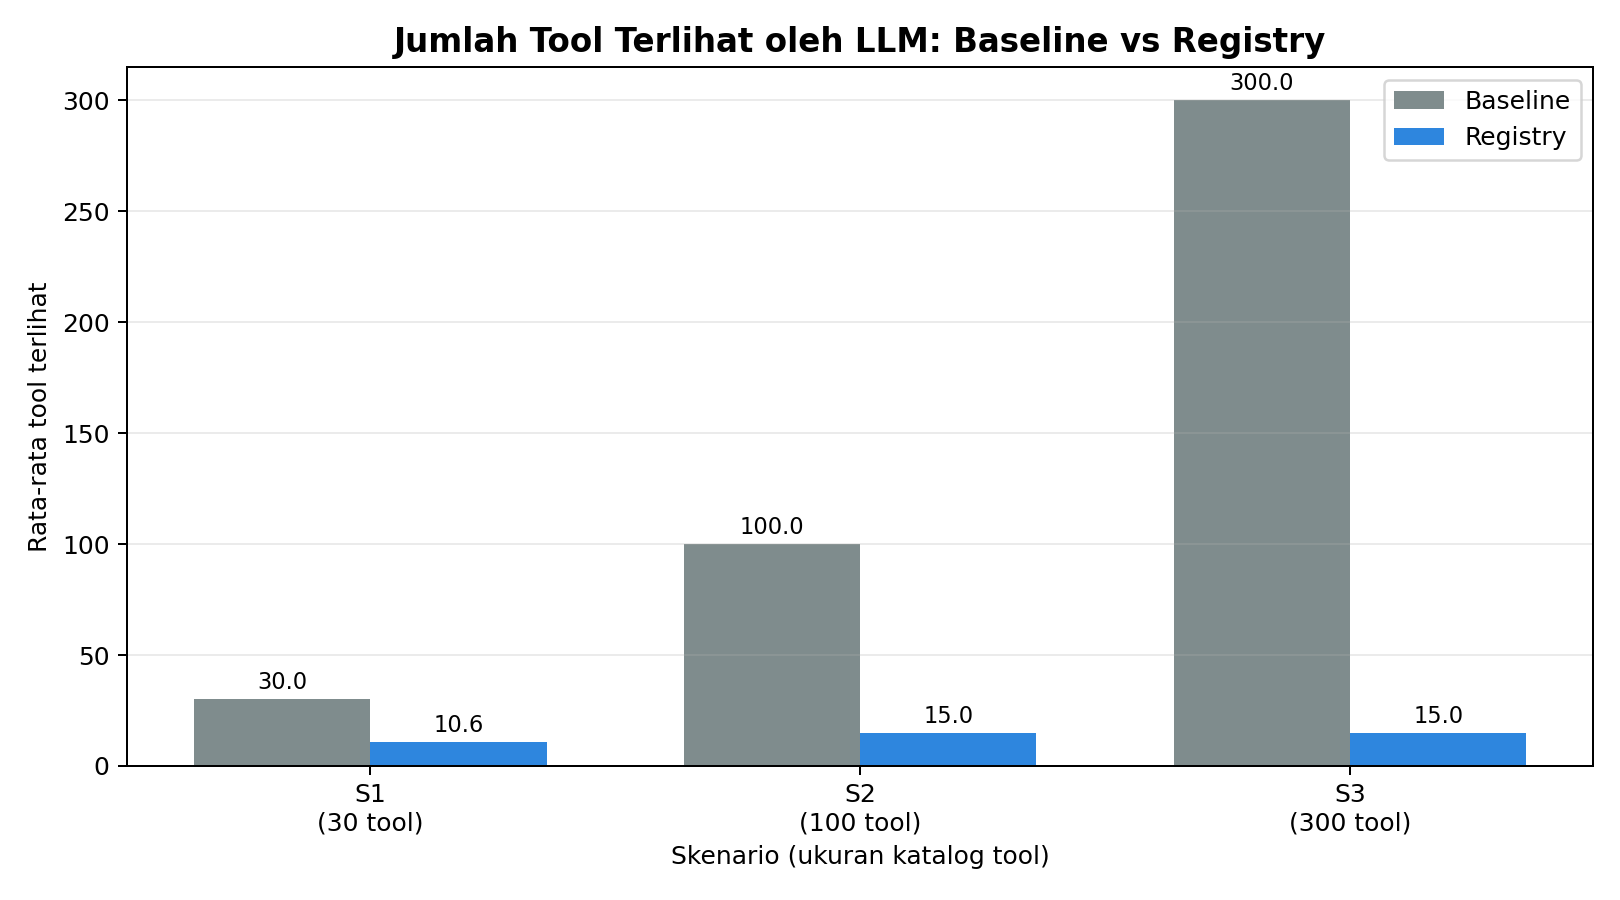 Jumlah Tool Terlihat oleh LLM: Baseline vs Registry
Rata-rata tool terlihat
300
250
200
150
100
50
0
30.0
10.6
100.0
15.0
300.0
15.0
Baseline
Registry
S1
(30 tool)
S2
(100 tool)
S3
(300 tool)
Skenario (ukuran katalog tool)